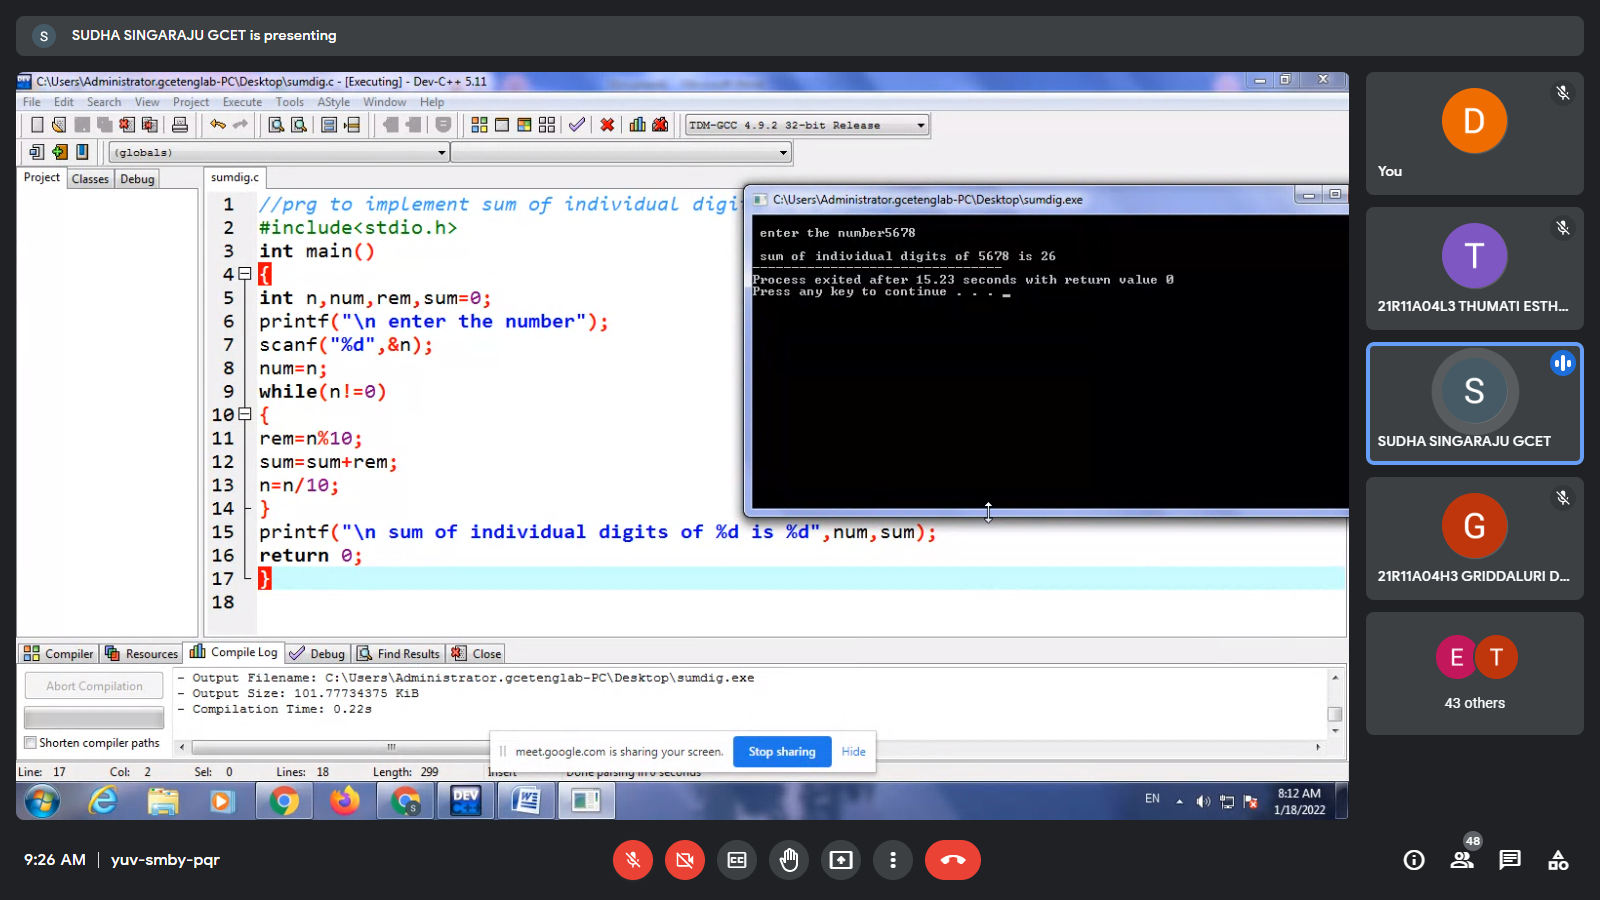 S SUDHA SINGARAJU GCET is presenting
C:\Users\Administrator.gcetenglab-PC\Desktop\sumdig.c - [Executing] - Dev-C++ 5.11
File Edit Search View Project Execute Tools AStyle Window Help
TDM-GCC 4.9.2 32-bit Release
(globals)
Project Classes Debug
sumdig.c
1 //prg to implement sum of individual digi
2 #include<stdio.h>
3 int main()
4 {
5 int n,num,rem,sum=0;
6 printf("\n enter the number");
7 scanf("%d",&n);
8 num=n;
9 while(n!=0)
10 {
11 rem=n%10;
12 sum=sum+rem;
13 n=n/10;
14 }
15 printf("\n sum of individual digits of %d is %d",num,sum);
16 return 0;
17 }
18
C:\Users\Administrator.gcetenglab-PC\Desktop\sumdig.exe
enter the number5678
sum of individual digits of 5678 is 26
--------------------------------
Process exited after 15.23 seconds with return value 0
Press any key to continue . . . _
Compiler Resources Compile Log Debug Find Results Close
Abort Compilation
Shorten compiler paths
- Output Filename: C:\Users\Administrator.gcetenglab-PC\Desktop\sumdig.exe
- Output Size: 101.77734375 KiB
- Compilation Time: 0.22s
meet.google.com is sharing your screen. Stop sharing Hide
Line: 17 Col: 2 Sel: 0 Lines: 18 Length: 299 Insert Done parsing in 0 seconds
DEV C++
S
EN
8:12 AM
1/18/2022
D
You
T
21R11A04L3 THUMATI ESTH...
S
SUDHA SINGARAJU GCET
G
21R11A04H3 GRIDDALURI D...
E T
43 others
9:26 AM | yuv-smby-pqr
48